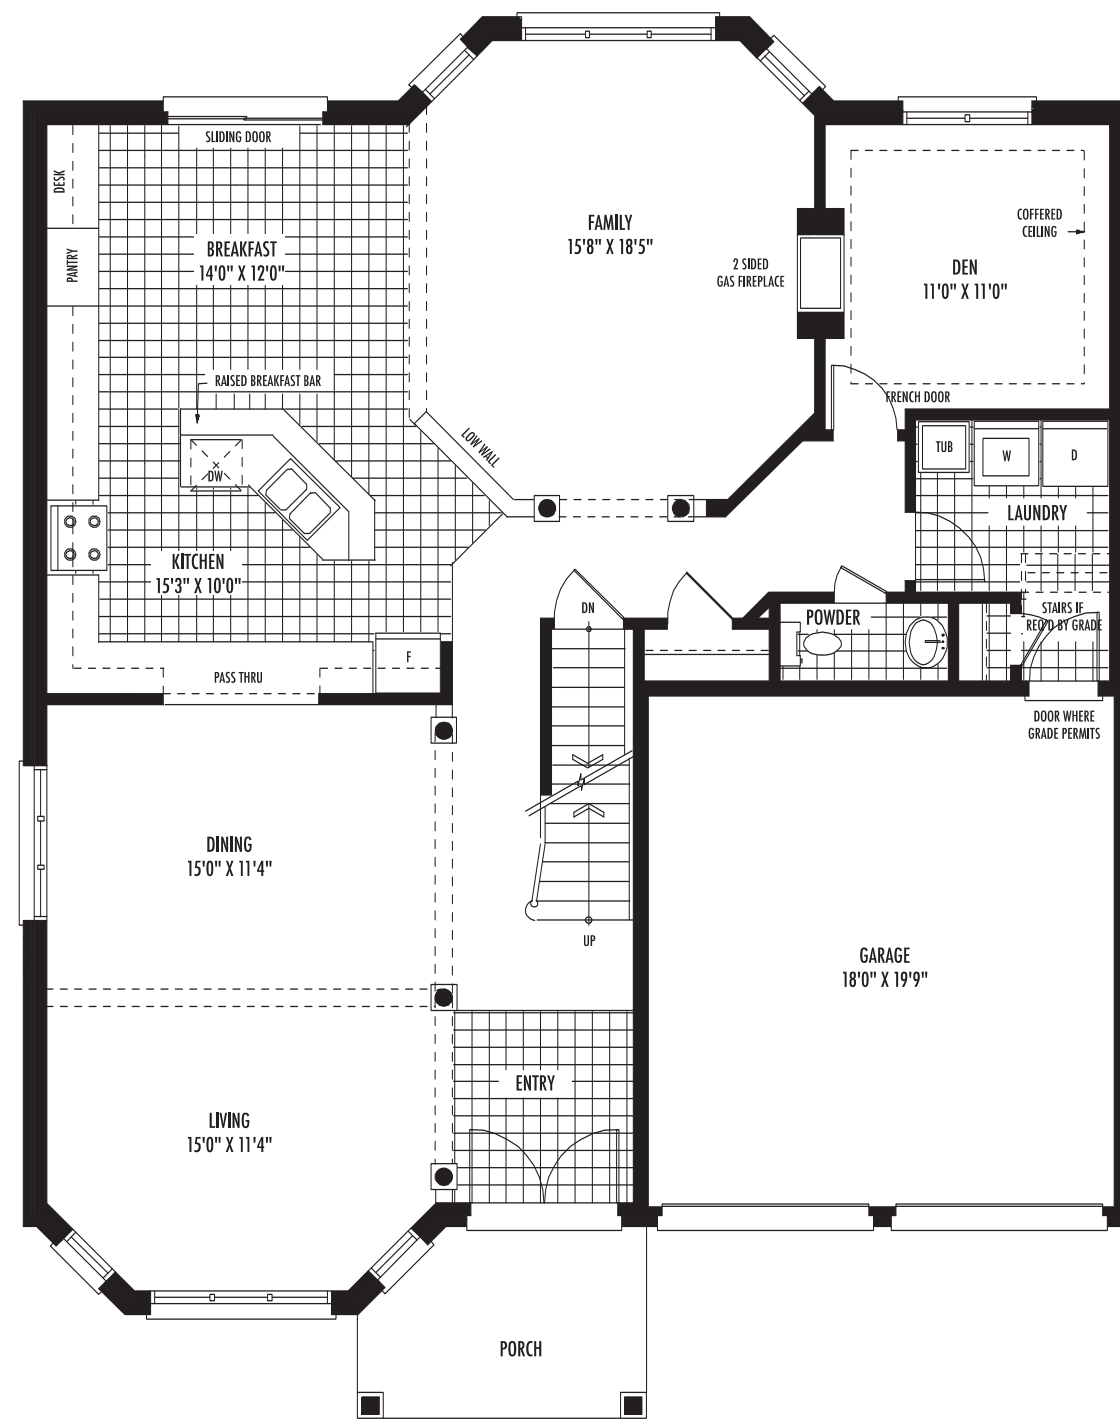 SLIDING DOOR
DESK
PANTRY
BREAKFAST
14'0" X 12'0"
FAMILY
15'8" X 18'5"
2 SIDED
GAS FIREPLACE
COFFERED
CEILING
DEN
11'0" X 11'0"
RAISED BREAKFAST BAR
FRENCH DOOR
LOW WALL
DW
TUB
W
D
LAUNDRY
KITCHEN
15'3" X 10'0"
DN
POWDER
STAIRS IF
REQ'D BY GRADE
F
PASS THRU
DOOR WHERE
GRADE PERMITS
DINING
15'0" X 11'4"
UP
GARAGE
18'0" X 19'9"
ENTRY
LIVING
15'0" X 11'4"
PORCH